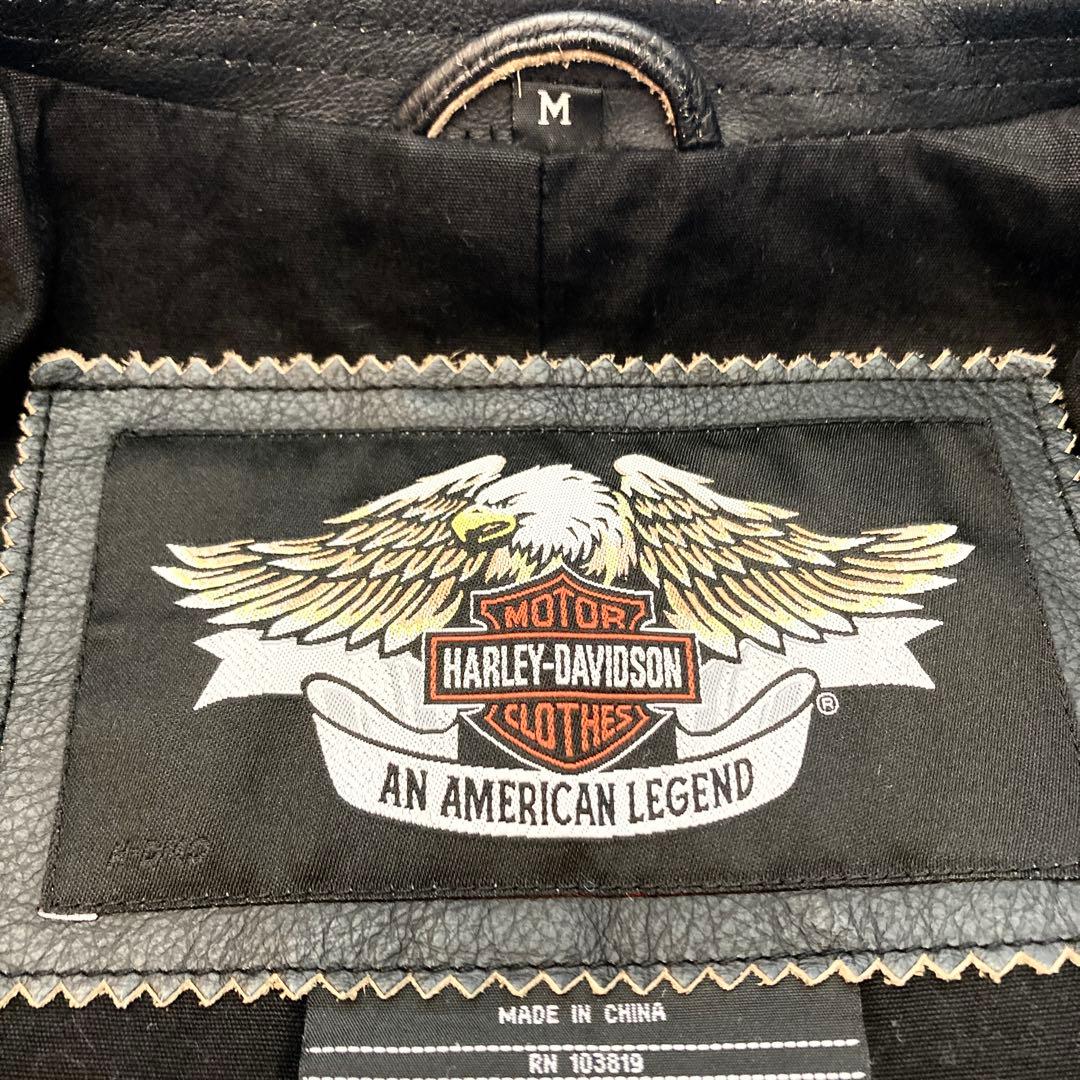 M
MOTOR
HARLEY-DAVIDSON
CLOTHES
®
AN AMERICAN LEGEND
MADE IN CHINA
RN 103819